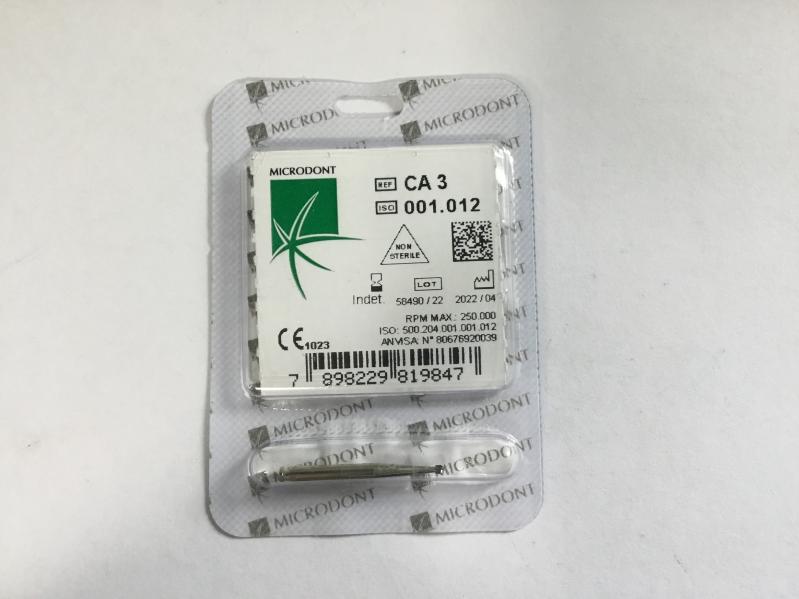 MICRODONT
MICRODONT
MICRODONT
MICRODONT
REF CA 3
ISO 001.012
NON
STERILE
LOT
Indet. 58490 / 22 2022 / 04
RPM MAX.: 250.000
ISO: 500.204.001.001.012
CE 1023 ANVISA: N° 80676920039
7 898229 819847
MICRODONT
MICRODONT
MICRODONT
MICRODONT